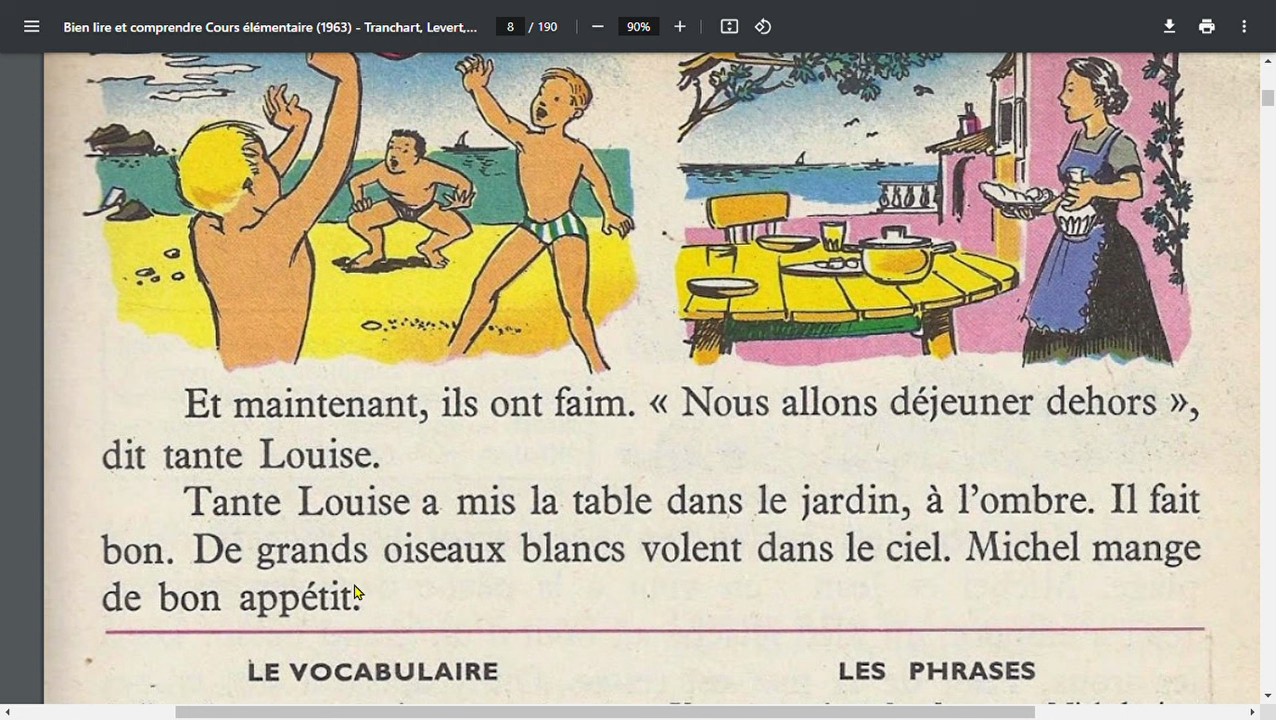 Bien lire et comprendre Cours élémentaire (1963) - Tranchart, Levert,...
8 / 190
90%
Et maintenant, ils ont faim. « Nous allons déjeuner dehors »,
dit tante Louise.
Tante Louise a mis la table dans le jardin, à l'ombre. Il fait
bon. De grands oiseaux blancs volent dans le ciel. Michel mange
de bon appétit.
LE VOCABULAIRE
LES PHRASES